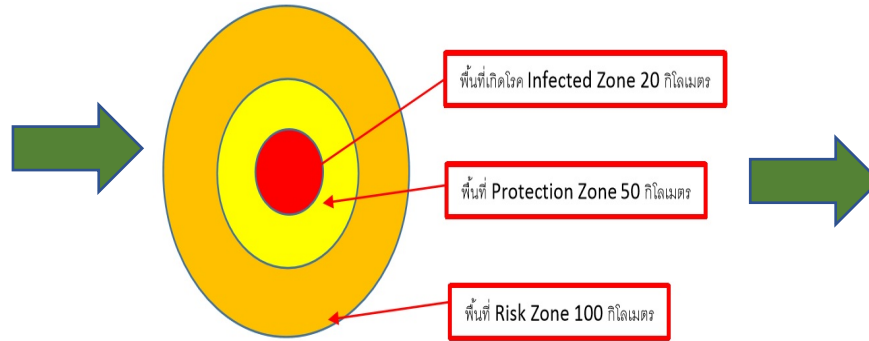 พื้นที่เกิดโรค Infected Zone 20 กิโลเมตร
พื้นที่ Protection Zone 50 กิโลเมตร
พื้นที่ Risk Zone 100 กิโลเมตร